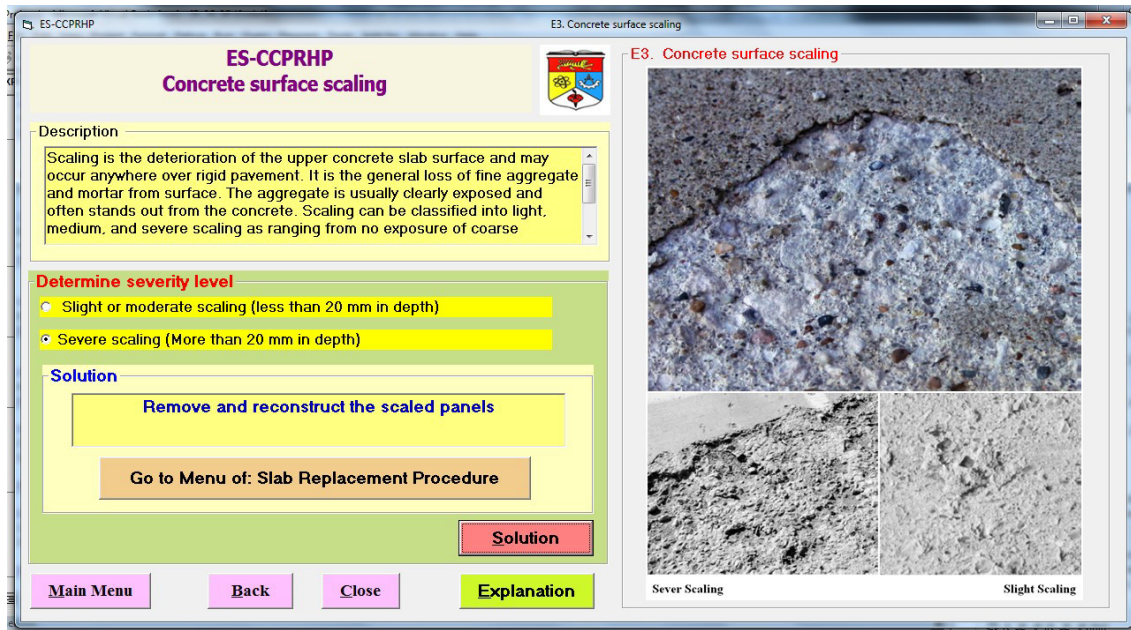 ES-CCPRHP
E3. Concrete surface scaling
ES-CCPRHP
Concrete surface scaling
Description
Scaling is the deterioration of the upper concrete slab surface and may
occur anywhere over rigid pavement. It is the general loss of fine aggregate
and mortar from surface. The aggregate is usually clearly exposed and
often stands out from the concrete. Scaling can be classified into light,
medium, and severe scaling as ranging from no exposure of coarse
Determine severity level
Slight or moderate scaling (less than 20 mm in depth)
Severe scaling (More than 20 mm in depth)
Solution
Remove and reconstruct the scaled panels
Go to Menu of: Slab Replacement Procedure
Solution
Main Menu
Back
Close
Explanation
E3. Concrete surface scaling
Sever Scaling
Slight Scaling